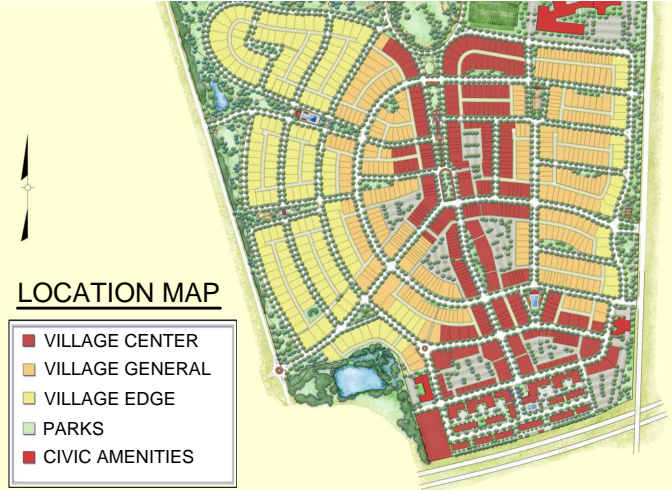 LOCATION MAP
VILLAGE CENTER
VILLAGE GENERAL
VILLAGE EDGE
PARKS
CIVIC AMENITIES